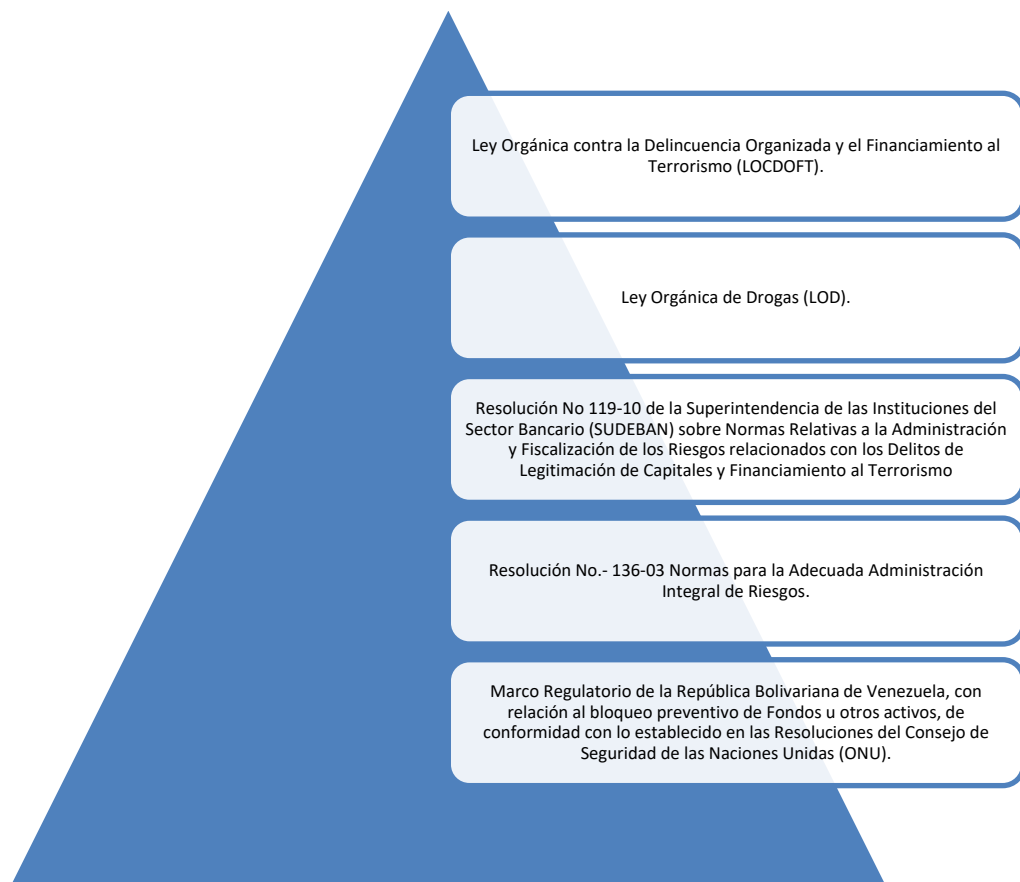 Ley Orgánica contra la Delincuencia Organizada y el Financiamiento al
Terrorismo (LOCDOFT).
Ley Orgánica de Drogas (LOD).
Resolución No 119-10 de la Superintendencia de las Instituciones del
Sector Bancario (SUDEBAN) sobre Normas Relativas a la Administración
y Fiscalización de los Riesgos relacionados con los Delitos de
Legitimación de Capitales y Financiamiento al Terrorismo
Resolución No.- 136-03 Normas para la Adecuada Administración
Integral de Riesgos.
Marco Regulatorio de la República Bolivariana de Venezuela, con
relación al bloqueo preventivo de Fondos u otros activos, de
conformidad con lo establecido en las Resoluciones del Consejo de
Seguridad de las Naciones Unidas (ONU).